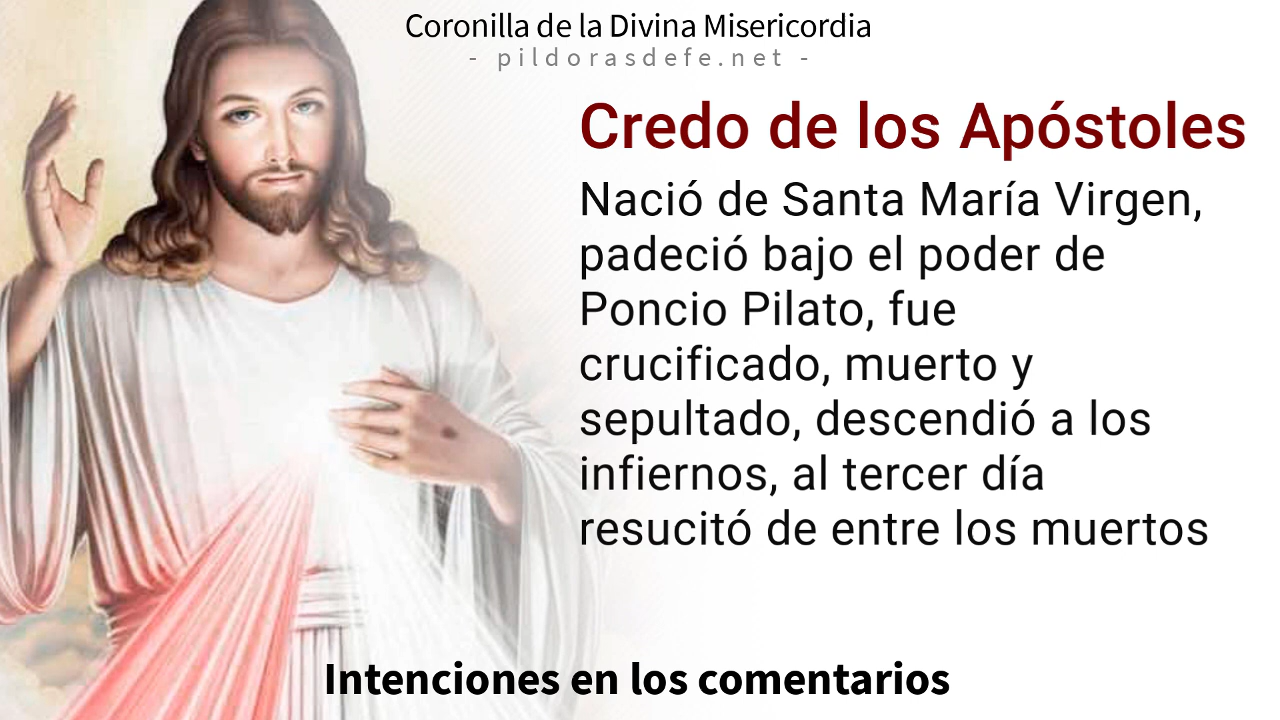 Coronilla de la Divina Misericordia
- pildorasdefe.net -
Credo de los Apóstoles
Nació de Santa María Virgen,
padeció bajo el poder de
Poncio Pilato, fue
crucificado, muerto y
sepultado, descendió a los
infiernos, al tercer día
resucitó de entre los muertos
Intenciones en los comentarios